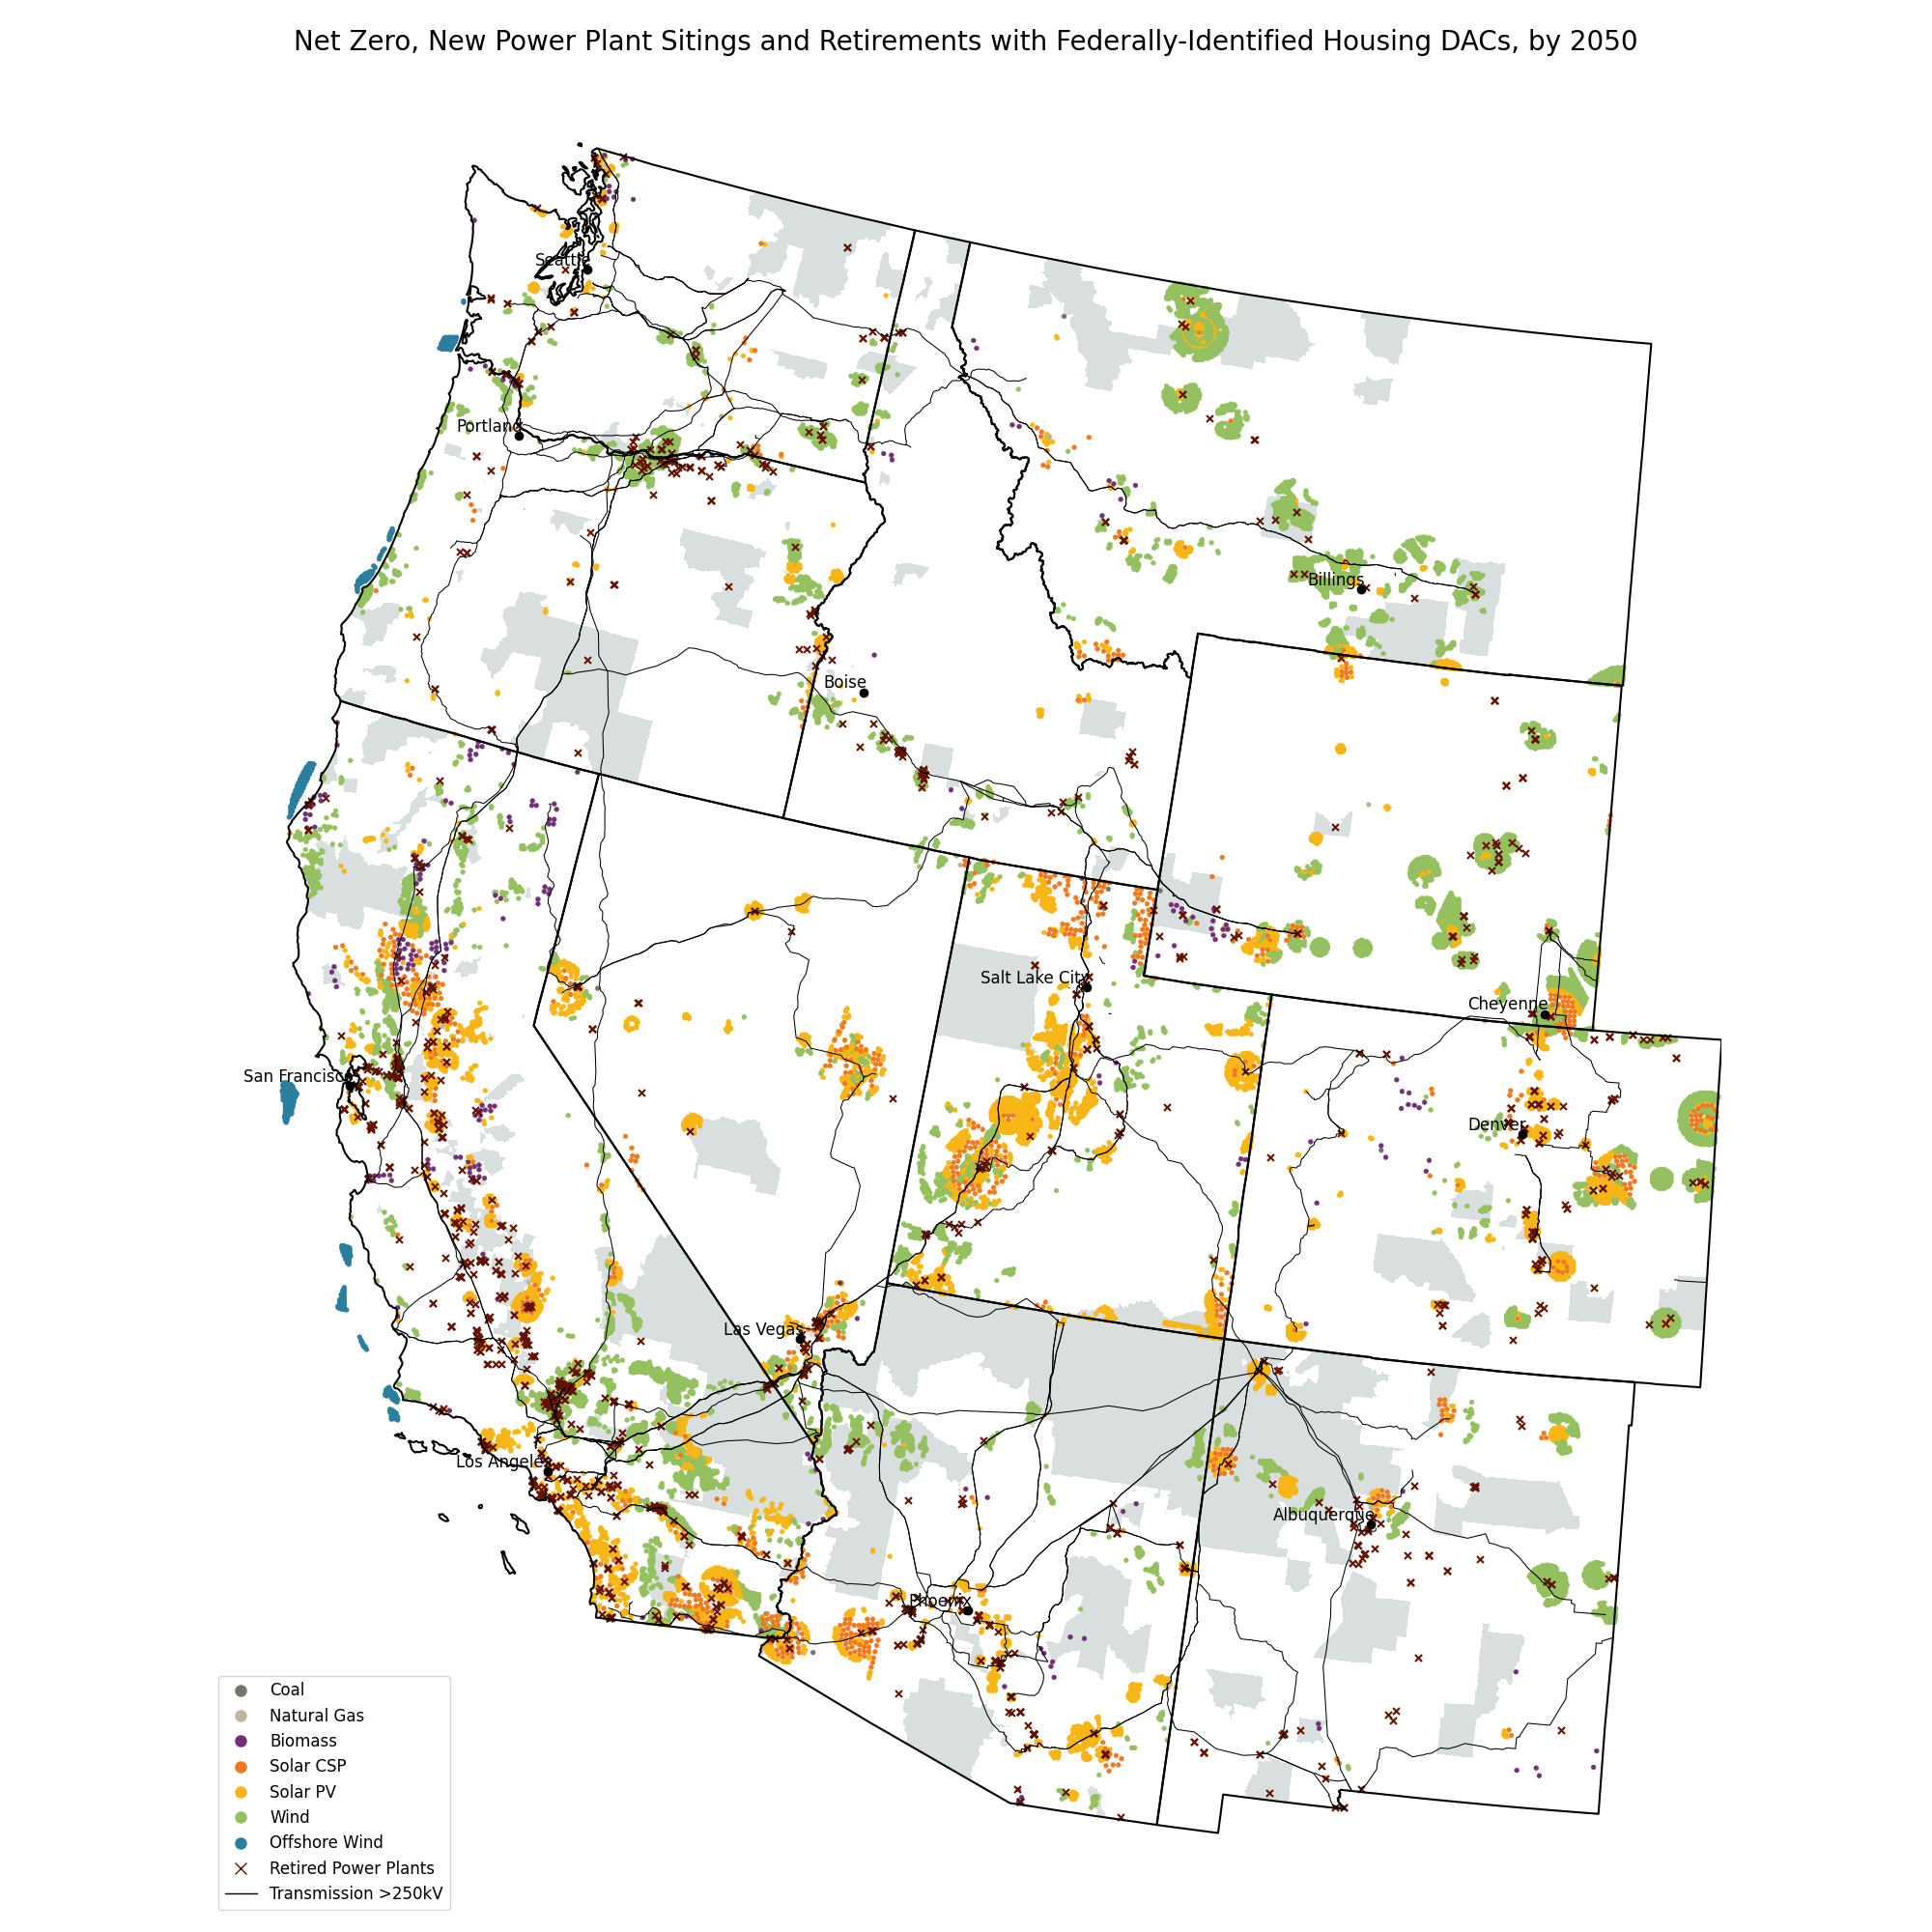 Net Zero, New Power Plant Sitings and Retirements with Federally-Identified Housing DACs, by 2050
Seattle
Portland
Billings
Boise
Salt Lake City
Cheyenne
San Francisco
Denver
Las Vegas
Los Angeles
Albuquerque
Phoenix
Coal
Natural Gas
Biomass
Solar CSP
Solar PV
Wind
Offshore Wind
Retired Power Plants
Transmission >250kV